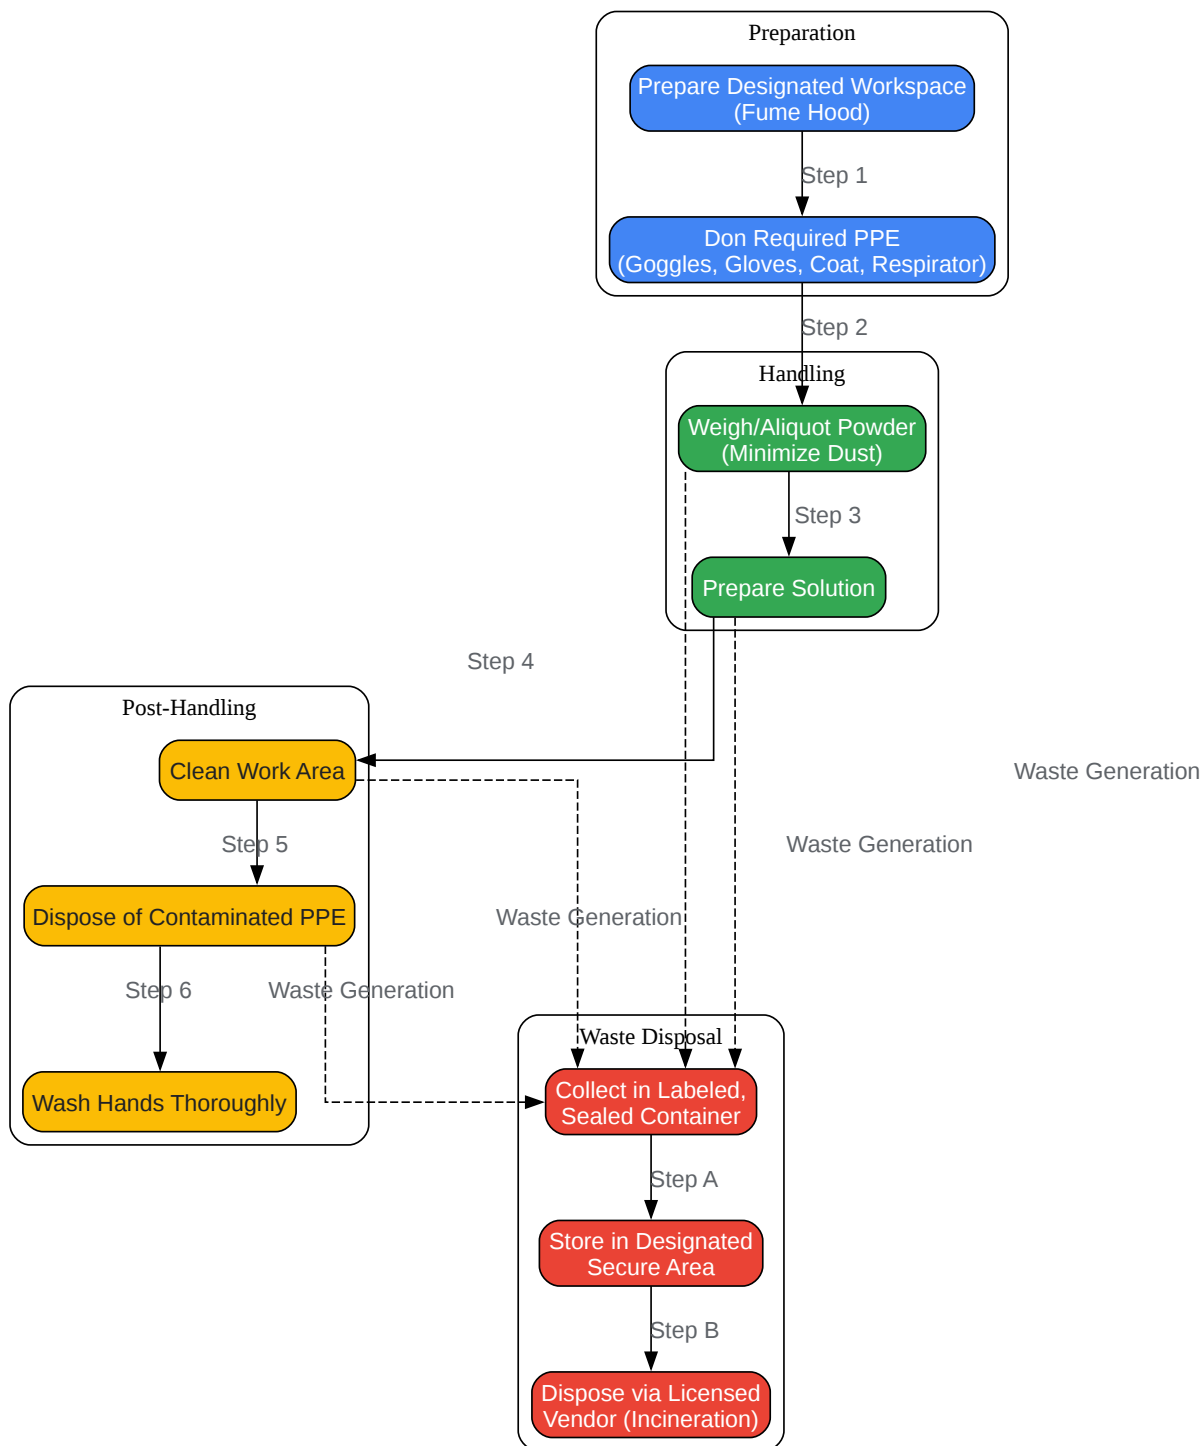 Preparation
Prepare Designated Workspace
(Fume Hood)
Step 1
Don Required PPE
(Goggles, Gloves, Coat, Respirator)
Step 2
Handling
Weigh/Aliquot Powder
(Minimize Dust)
Step 3
Prepare Solution
Step 4
Post-Handling
Clean Work Area
Waste Generation
Step 5
Waste Generation
Dispose of Contaminated PPE
Waste Generation
Step 6
Waste Generation
Waste Disposal
Collect in Labeled,
Sealed Container
Wash Hands Thoroughly
Step A
Store in Designated
Secure Area
Step B
Dispose via Licensed
Vendor (Incineration)